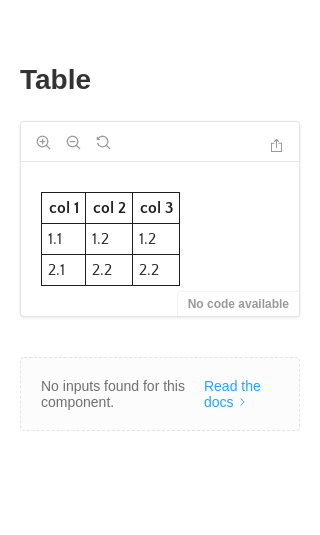 Table
col 1 col 2 col 3
1.1 1.2 1.2
2.1 2.2 2.2
No code available
No inputs found for this Read the
component. docs